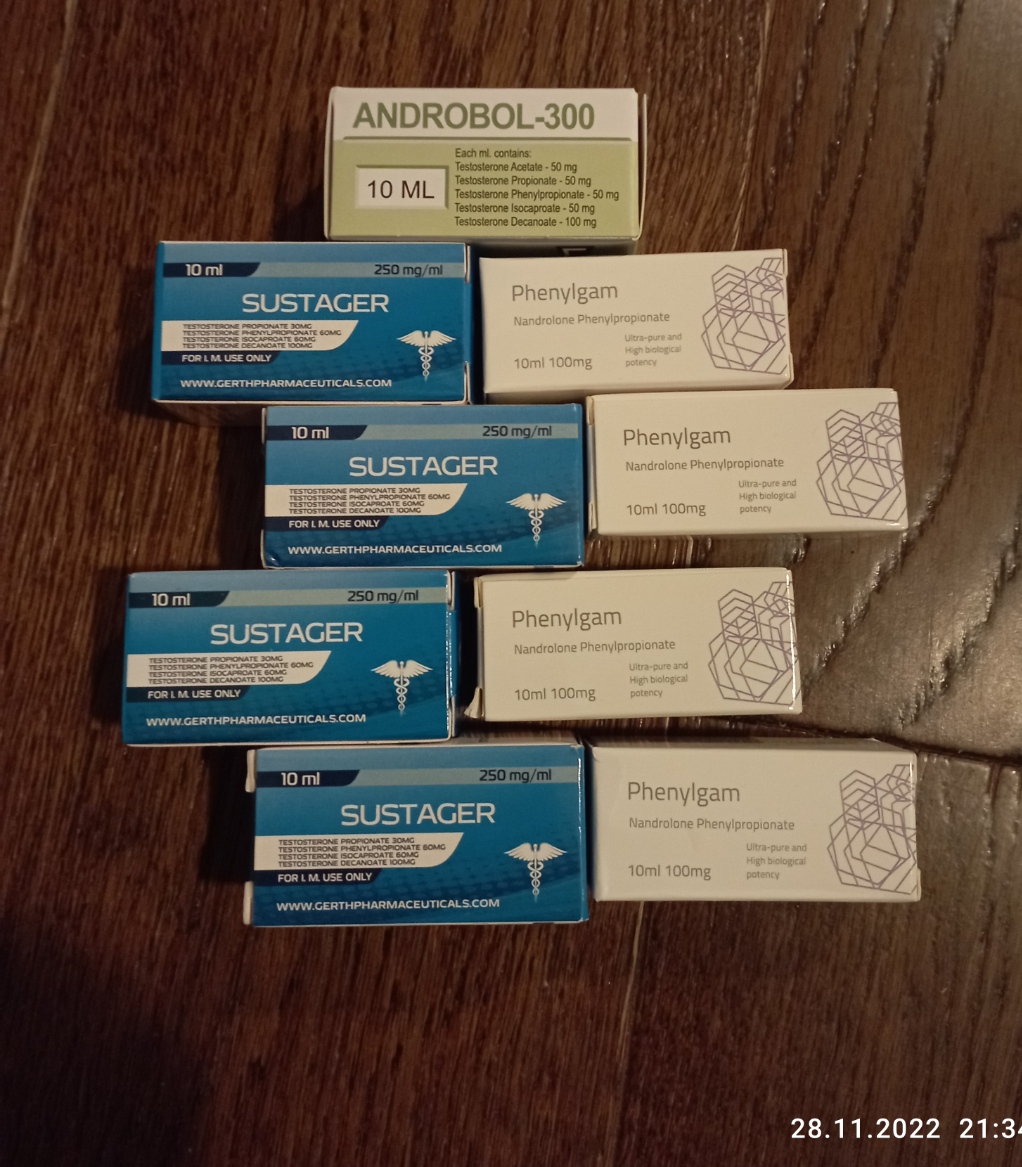 ANDROBOL-300
Each ml. contains:
Testosterone Acetate - 50 mg
Testosterone Propionate - 50 mg
Testosterone Phenylpropionate - 50 mg
Testosterone Isocaproate - 50 mg
Testosterone Decanoate - 100 mg
10 ML
10 ml
250 mg/ml
SUSTAGER
TESTOSTERONE PROPIONATE 30MG
TESTOSTERONE PHENYLPROPIONATE 60MG
TESTOSTERONE ISOCAPROATE 60MG
TESTOSTERONE DECANOATE 100MG
FOR I. M. USE ONLY
WWW.GERTHPHARMACEUTICALS.COM
Phenylgam
Nandrolone Phenylpropionate
Ultra-pure and
High biological
potency
10ml 100mg
10 ml
250 mg/ml
SUSTAGER
TESTOSTERONE PROPIONATE 30MG
TESTOSTERONE PHENYLPROPIONATE 60MG
TESTOSTERONE ISOCAPROATE 60MG
TESTOSTERONE DECANOATE 100MG
FOR I. M. USE ONLY
WWW.GERTHPHARMACEUTICALS.COM
Phenylgam
Nandrolone Phenylpropionate
Ultra-pure and
High biological
potency
10ml 100mg
10 ml
250 mg/ml
SUSTAGER
TESTOSTERONE PROPIONATE 30MG
TESTOSTERONE PHENYLPROPIONATE 60MG
TESTOSTERONE ISOCAPROATE 60MG
TESTOSTERONE DECANOATE 100MG
FOR I. M. USE ONLY
WWW.GERTHPHARMACEUTICALS.COM
Phenylgam
Nandrolone Phenylpropionate
Ultra-pure and
High biological
potency
10ml 100mg
10 ml
250 mg/ml
SUSTAGER
TESTOSTERONE PROPIONATE 30MG
TESTOSTERONE PHENYLPROPIONATE 60MG
TESTOSTERONE ISOCAPROATE 60MG
TESTOSTERONE DECANOATE 100MG
FOR I. M. USE ONLY
WWW.GERTHPHARMACEUTICALS.COM
Phenylgam
Nandrolone Phenylpropionate
Ultra-pure and
High biological
potency
10ml 100mg
28.11.2022 21:34